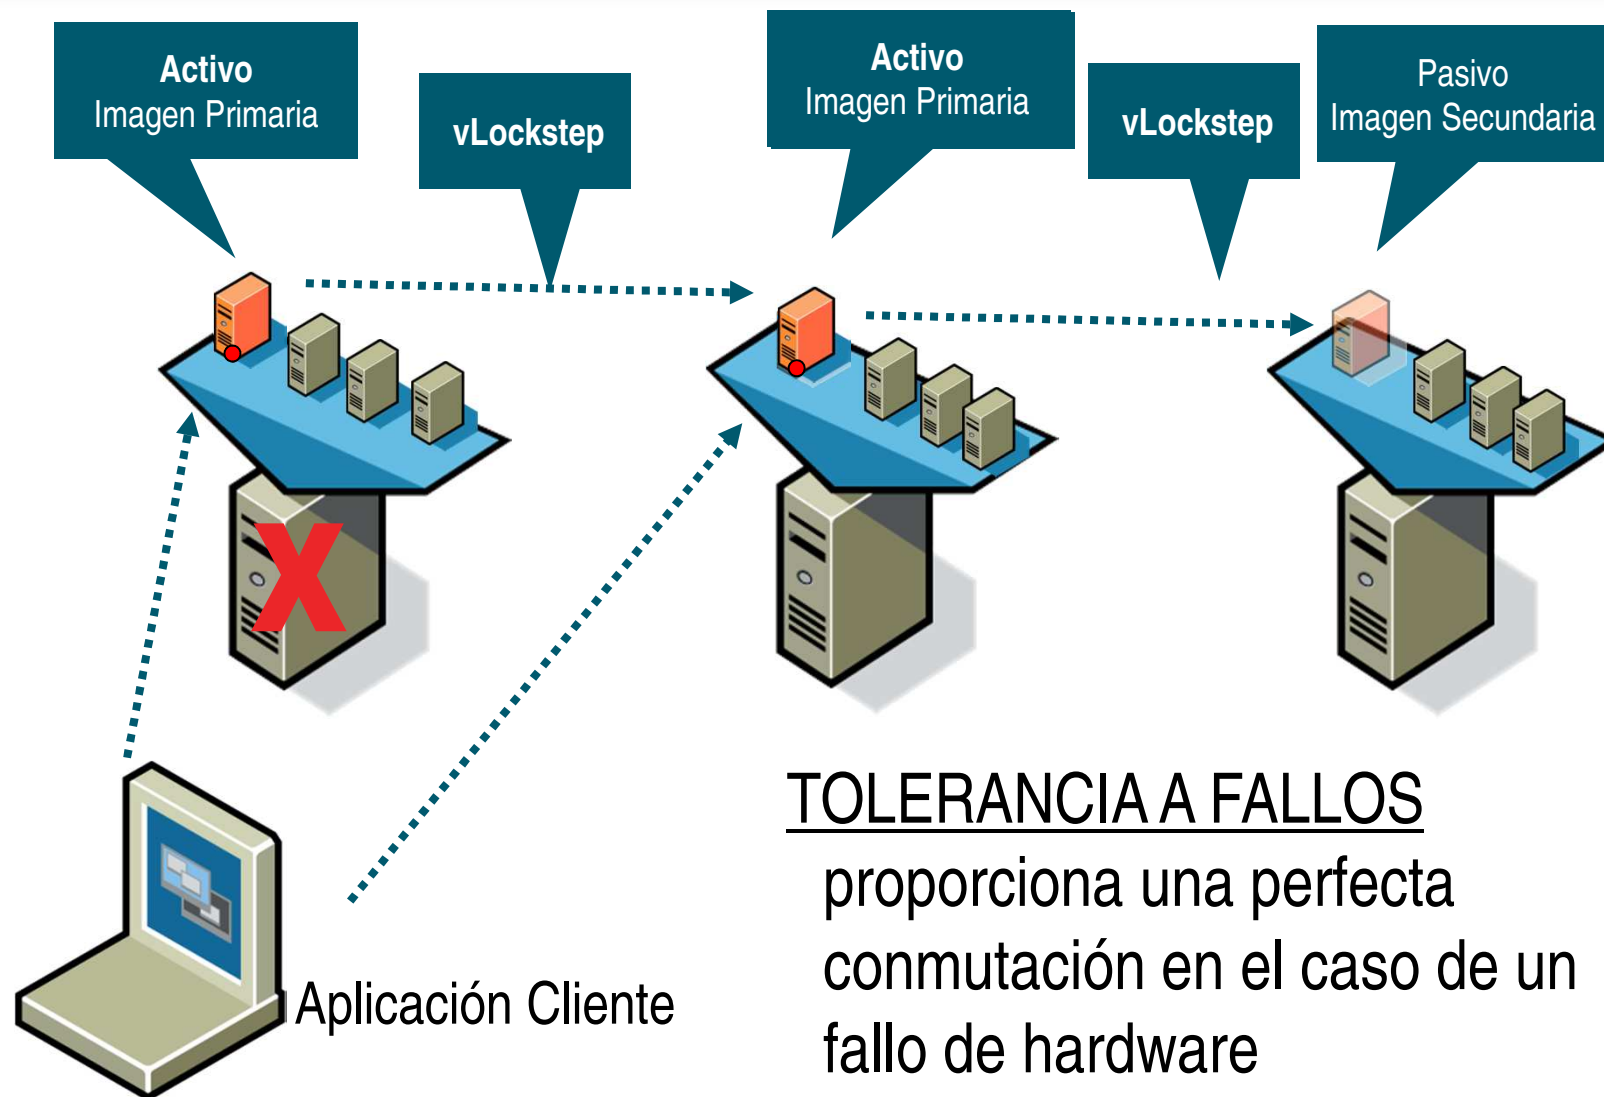 Activo
Imagen Primaria
vLockstep
Activo
Imagen Primaria
vLockstep
Pasivo
Imagen Secundaria
X
TOLERANCIA A FALLOS
proporciona una perfecta
conmutación en el caso de un
fallo de hardware
Aplicación Cliente